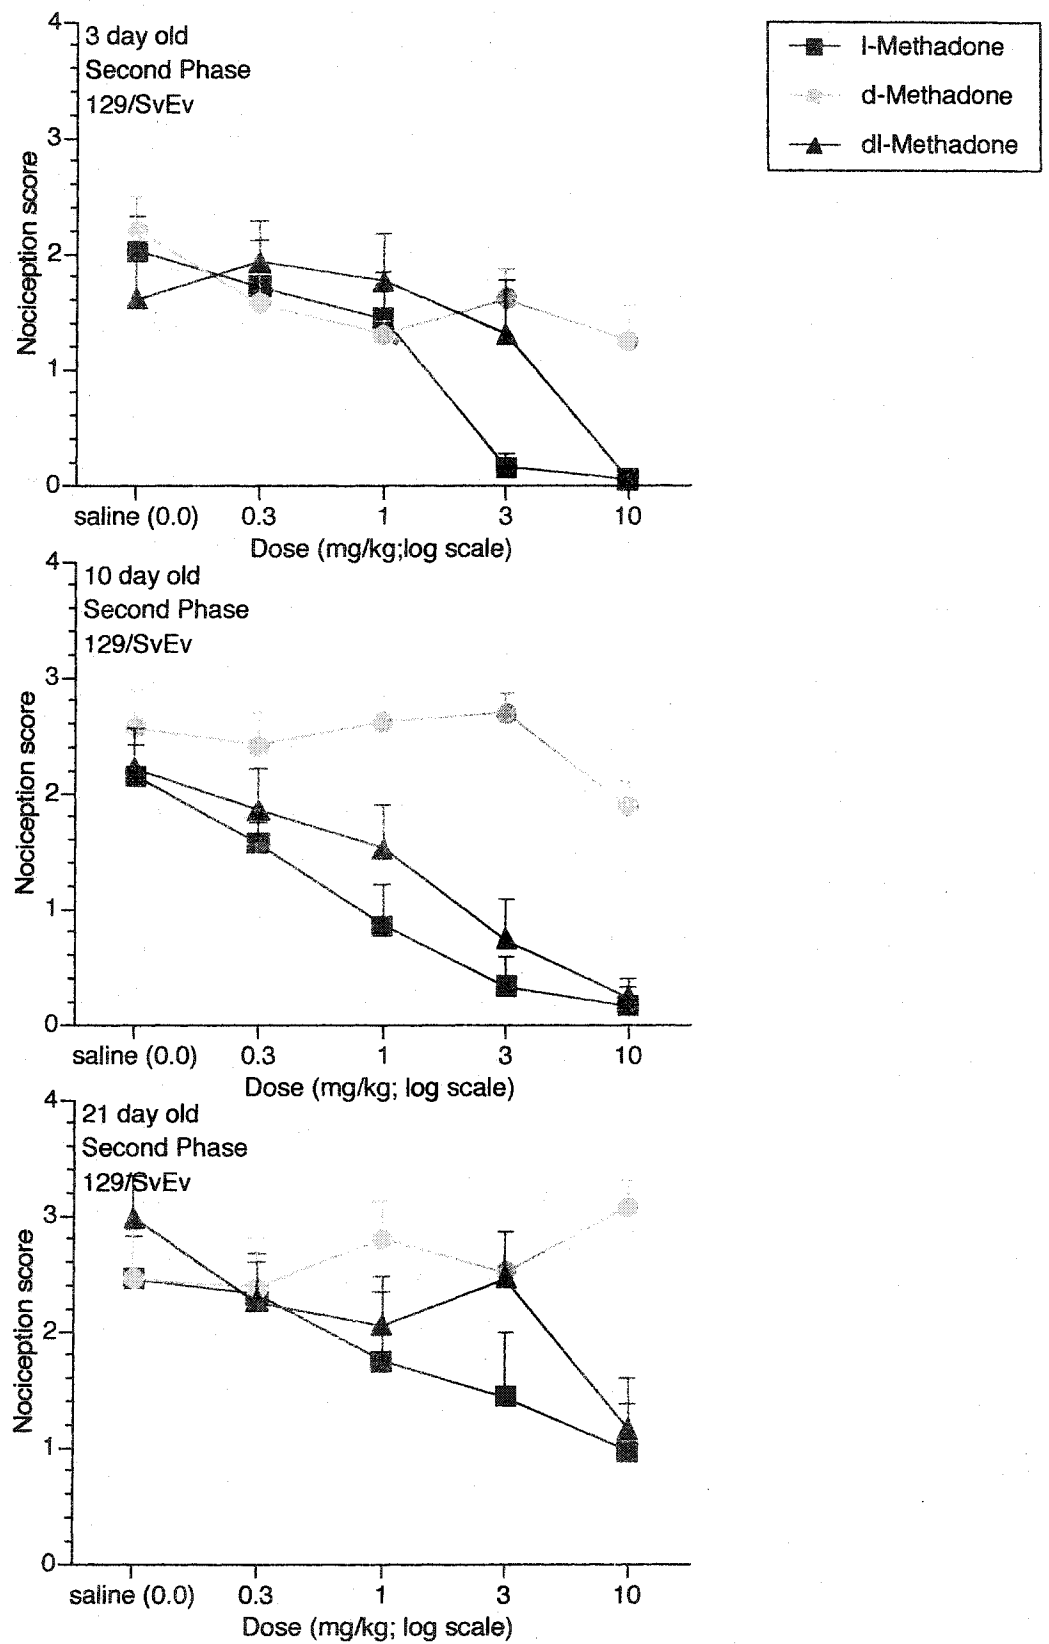 4
3 day old
Second Phase
129/SvEv
3
2
1
0
Nociception score
saline (0.0) 0.3 1 3 10
Dose (mg/kg;log scale)
l-Methadone
d-Methadone
dl-Methadone
4
10 day old
Second Phase
129/SvEv
3
2
1
0
Nociception score
saline (0.0) 0.3 1 3 10
Dose (mg/kg; log scale)
4
21 day old
Second Phase
129/SvEv
3
2
1
0
Nociception score
saline (0.0) 0.3 1 3 10
Dose (mg/kg; log scale)